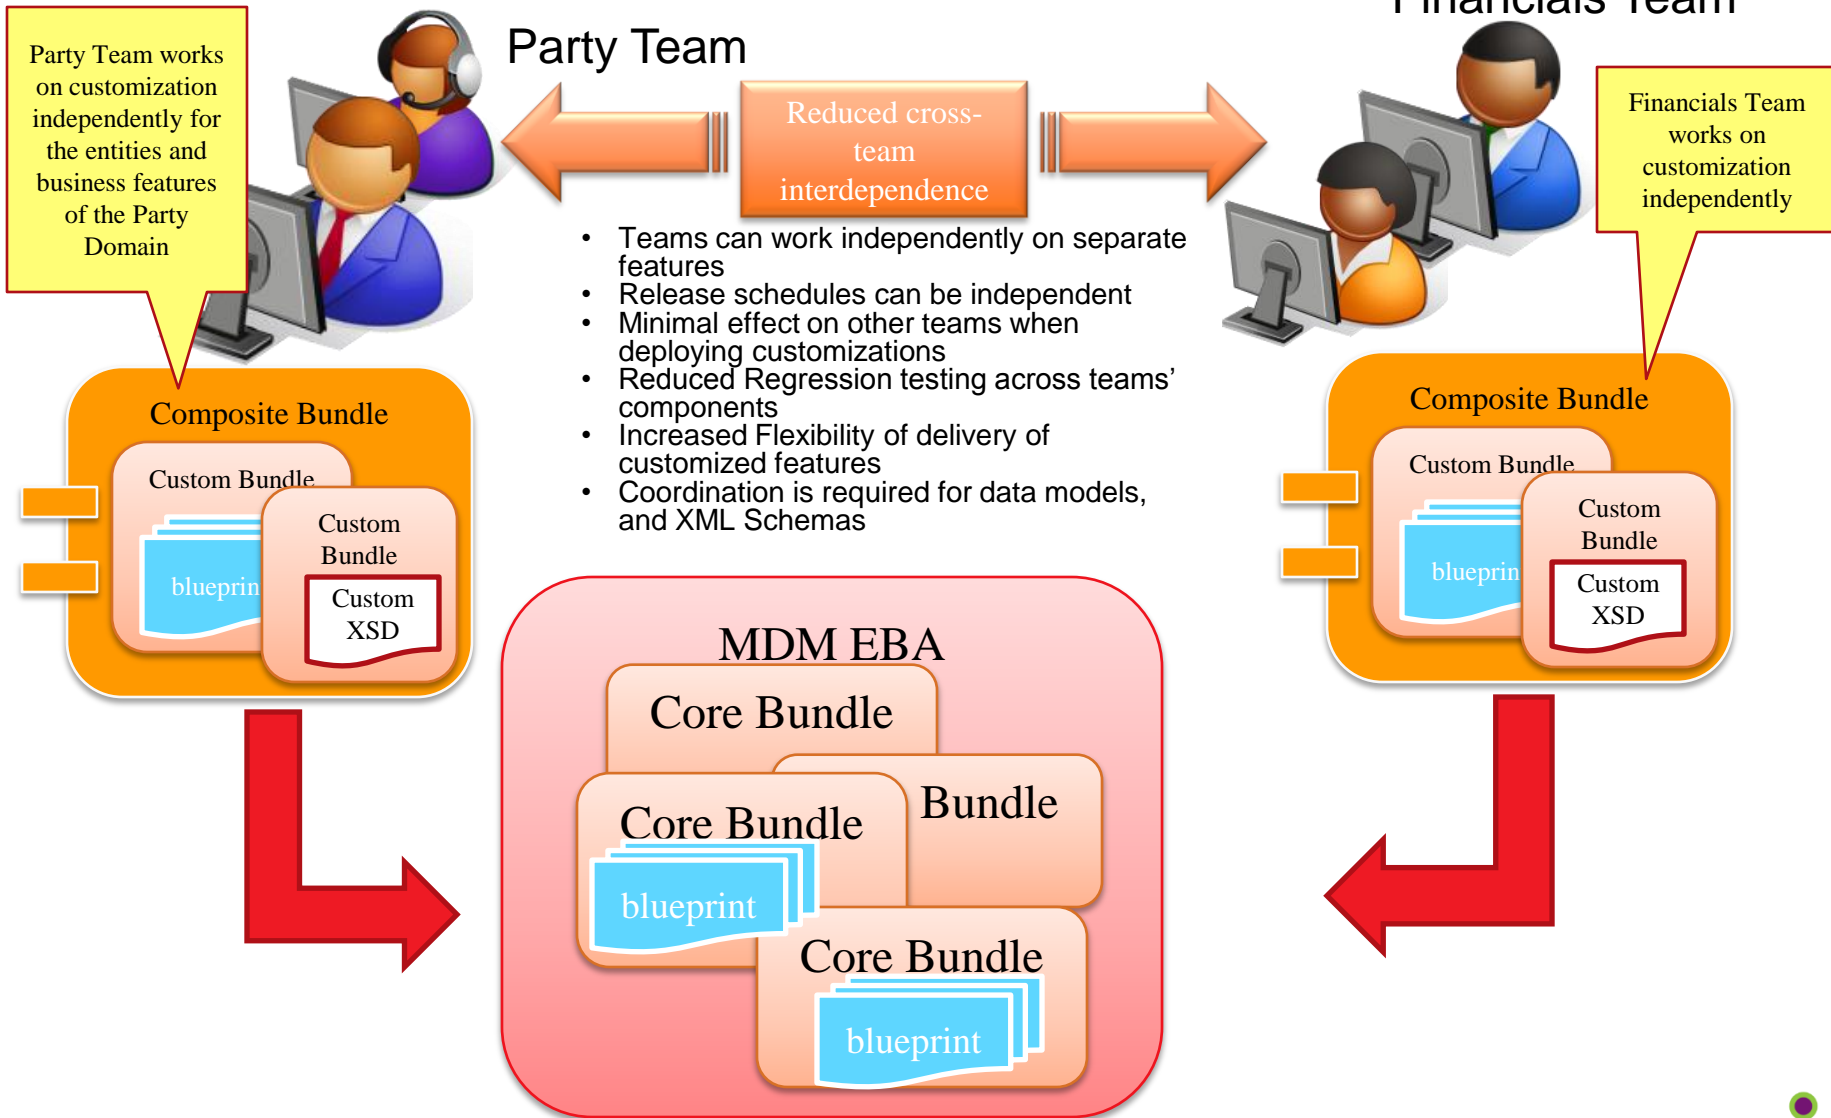 Financials Team
Party Team
Party Team works
on customization
independently for
the entities and
business features
of the Party
Domain
Reduced cross-
team
interdependence
Financials Team
works on
customization
independently
• Teams can work independently on separate
features
• Release schedules can be independent
• Minimal effect on other teams when
deploying customizations
• Reduced Regression testing across teams’
components
• Increased Flexibility of delivery of
customized features
• Coordination is required for data models,
and XML Schemas
Composite Bundle
Custom Bundle
blueprin
Custom
Bundle
Custom
XSD
Composite Bundle
Custom Bundle
blueprin
Custom
Bundle
Custom
XSD
MDM EBA
Core Bundle
Bundle
Core Bundle
blueprint
Core Bundle
blueprint